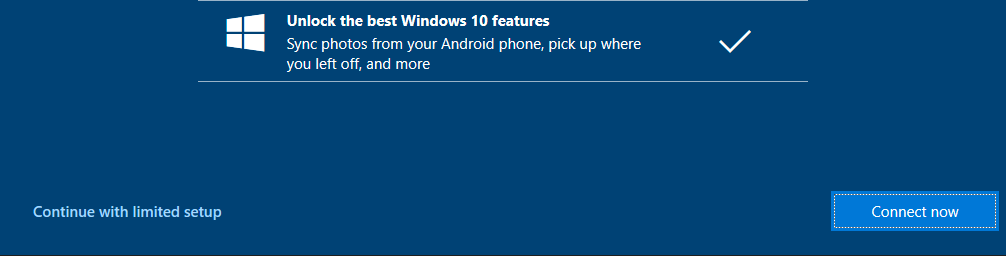 Unlock the best Windows 10 features
Sync photos from your Android phone, pick up where
you left off, and more
Continue with limited setup
Connect now